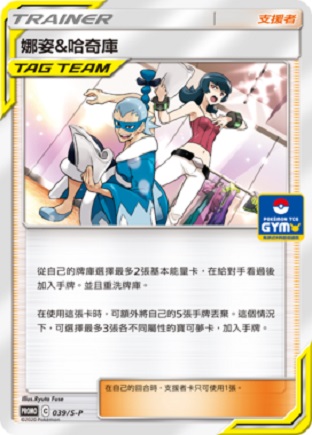 TRAINER
支援者
娜姿&哈奇庫
TAG TEAM
POKÉMON TCG
GYM
從自己的牌庫選擇最多2張基本能量卡,在給對手看過後
加入手牌。並且重洗牌庫。
在使用這張卡時,可額外將自己的5張手牌丟棄。這個情況
下,可選擇最多3張各不同屬性的寶可夢卡,加入手牌。
Illus.Ryuta Fuse
在自己的回合時,支援者卡只可使用1張。
PROMO C 039/S-P